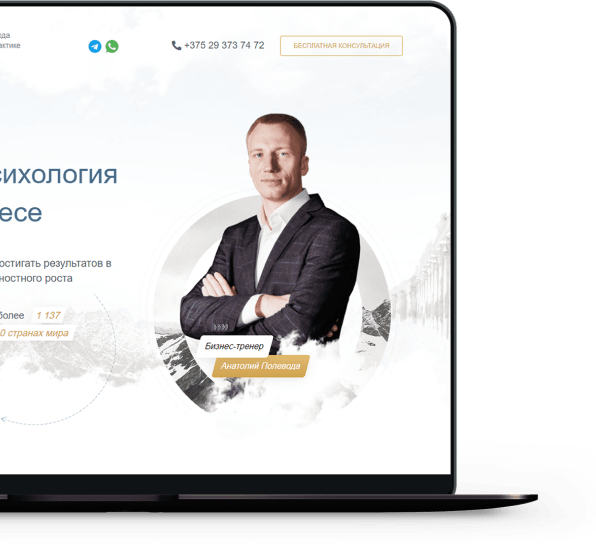 ода
актике
+375 29 373 74 72
БЕСПЛАТНАЯ КОНСУЛЬТАЦИЯ
сихология
есе
остигать результатов в
ностного роста
более 1 137
0 странах мира
Бизнес-тренер
Анатолий Полевода